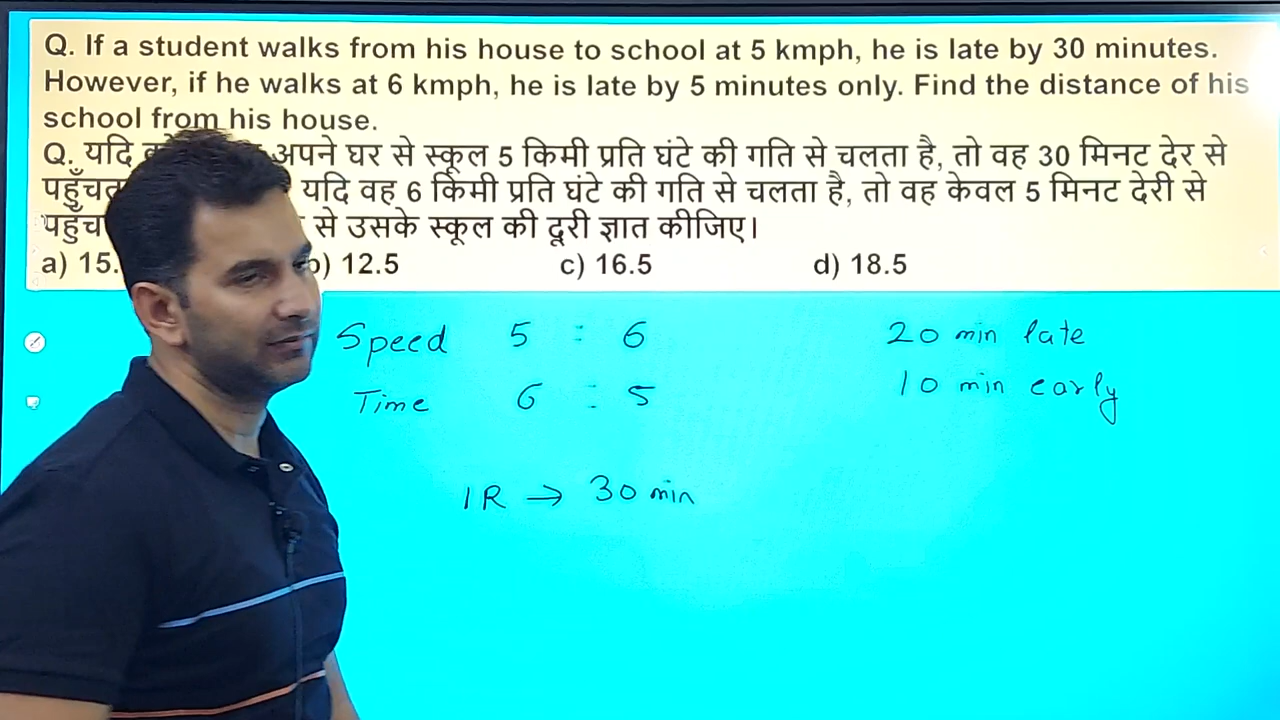 Q. If a student walks from his house to school at 5 kmph, he is late by 30 minutes.
However, if he walks at 6 kmph, he is late by 5 minutes only. Find the distance of his
school from his house.
Q. यदि अपने घर से स्कूल 5 किमी प्रति घंटे की गति से चलता है, तो वह 30 मिनट देर से
यदि वह 6 किमी प्रति घंटे की गति से चलता है, तो वह केवल 5 मिनट देरी से
से उसके स्कूल की दूरी ज्ञात कीजिए।
a) 15. b) 12.5 c) 16.5 d) 18.5
Speed 5 : 6 20 min late
Time 6 : 5 10 min early
1R → 30 min